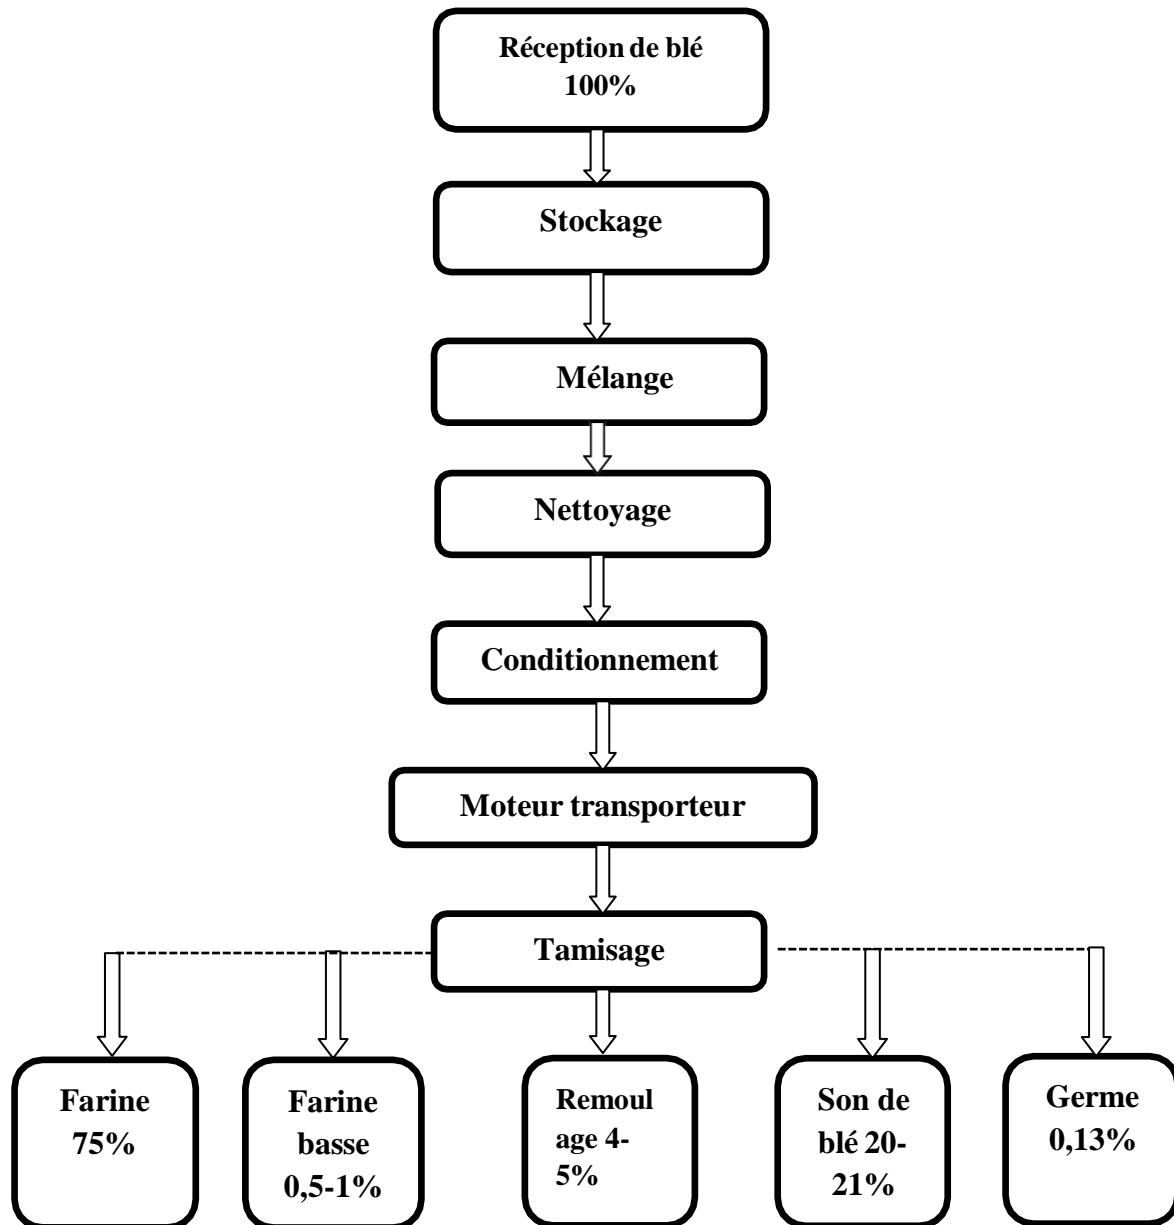 Réception de blé
100%
Stockage
Mélange
Nettoyage
Conditionnement
Moteur transporteur
Tamisage
Farine
75%
Farine
basse
0,5-1%
Remoul
age 4-
5%
Son de
blé 20-
21%
Germe
0,13%